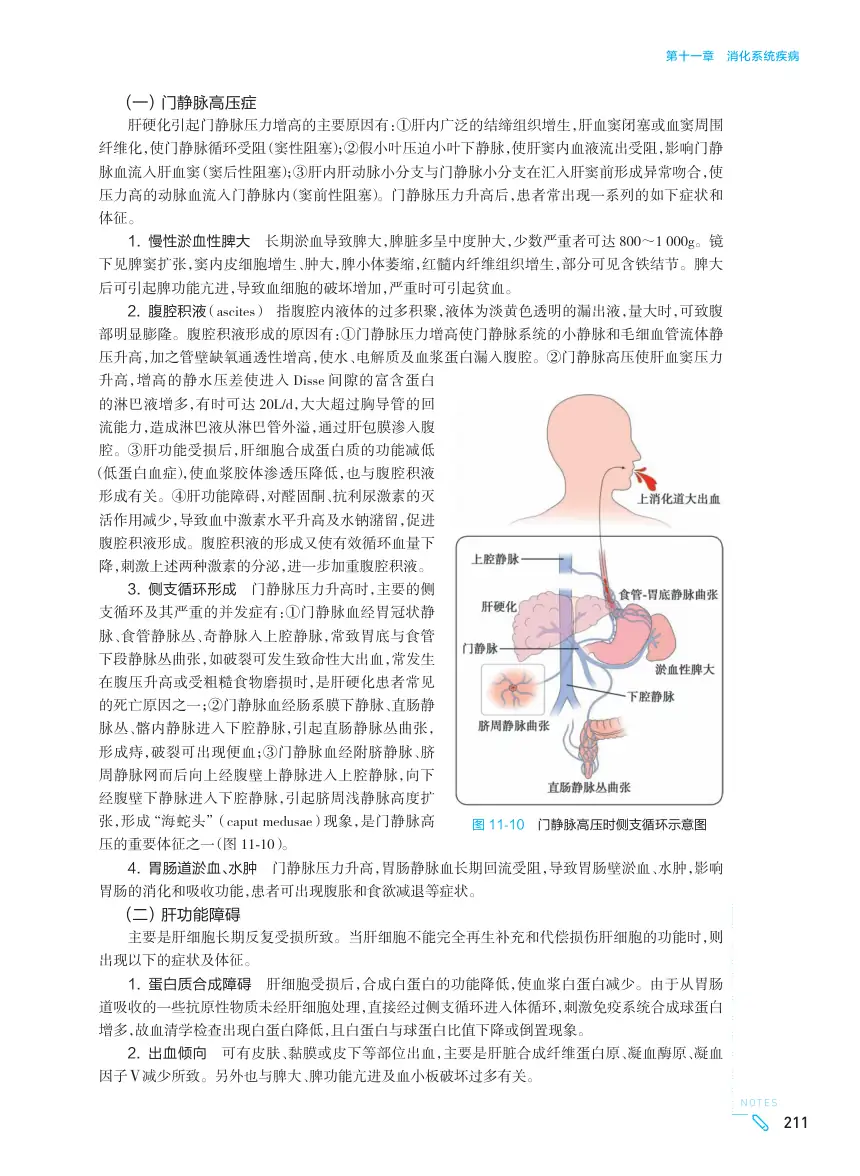 第十一章 消化系统疾病
（一）门静脉高压症
肝硬化引起门静脉压力增高的主要原因有：①肝内广泛的结缔组织增生，肝血窦闭塞或血窦周围
纤维化，使门静脉循环受阻（窦性阻塞）；②假小叶压迫小叶下静脉，使肝窦内血液流出受阻，影响门静
脉血流入肝血窦（窦后性阻塞）；③肝内肝动脉小分支与门静脉小分支在汇入肝窦前形成异常吻合，使
压力高的动脉血流入门静脉内（窦前性阻塞）。门静脉压力升高后，患者常出现一系列的如下症状和
体征。
1. 慢性淤血性脾大 长期淤血导致脾大，脾脏多呈中度肿大，少数严重者可达 800～1 000g。镜
下见脾窦扩张，窦内皮细胞增生、肿大，脾小体萎缩，红髓内纤维组织增生，部分可见含铁结节。脾大
后可引起脾功能亢进，导致血细胞的破坏增加，严重时可引起贫血。
2. 腹腔积液（ascites） 指腹腔内液体的过多积聚，液体为淡黄色透明的漏出液，量大时，可致腹
部明显膨隆。腹腔积液形成的原因有：①门静脉压力增高使门静脉系统的小静脉和毛细血管流体静
压升高，加之管壁缺氧通透性增高，使水、电解质及血浆蛋白漏入腹腔。②门静脉高压使肝血窦压力
升高，增高的静水压差使进入 Disse 间隙的富含蛋白
的淋巴液增多，有时可达 20L/d，大大超过胸导管的回
流能力，造成淋巴液从淋巴管外溢，通过肝包膜渗入腹
腔。③肝功能受损后，肝细胞合成蛋白质的功能减低
（低蛋白血症），使血浆胶体渗透压降低，也与腹腔积液
形成有关。④肝功能障碍，对醛固酮、抗利尿激素的灭
活作用减少，导致血中激素水平升高及水钠潴留，促进
腹腔积液形成。腹腔积液的形成又使有效循环血量下
降，刺激上述两种激素的分泌，进一步加重腹腔积液。
3. 侧支循环形成 门静脉压力升高时，主要的侧
支循环及其严重的并发症有：①门静脉血经胃冠状静
脉、食管静脉丛、奇静脉入上腔静脉，常致胃底与食管
下段静脉丛曲张，如破裂可发生致命性大出血，常发生
在腹压升高或受粗糙食物磨损时，是肝硬化患者常见
的死亡原因之一；②门静脉血经肠系膜下静脉、直肠静
脉丛、髂内静脉进入下腔静脉，引起直肠静脉丛曲张，
形成痔，破裂可出现便血；③门静脉血经附脐静脉、脐
周静脉网而后向上经腹壁上静脉进入上腔静脉，向下
经腹壁下静脉进入下腔静脉，引起脐周浅静脉高度扩
张，形成“海蛇头”（caput medusae）现象，是门静脉高
压的重要体征之一（图 11-10）。
上消化道大出血
上腔静脉
食管-胃底静脉曲张
肝硬化
门静脉
淤血性脾大
下腔静脉
脐周静脉曲张
直肠静脉丛曲张
图 11-10 门静脉高压时侧支循环示意图
4. 胃肠道淤血、水肿 门静脉压力升高，胃肠静脉血长期回流受阻，导致胃肠壁淤血、水肿，影响
胃肠的消化和吸收功能，患者可出现腹胀和食欲减退等症状。
（二）肝功能障碍
主要是肝细胞长期反复受损所致。当肝细胞不能完全再生补充和代偿损伤肝细胞的功能时，则
出现以下的症状及体征。
1. 蛋白质合成障碍 肝细胞受损后，合成白蛋白的功能降低，使血浆白蛋白减少。由于从胃肠
道吸收的一些抗原性物质未经肝细胞处理，直接经过侧支循环进入体循环，刺激免疫系统合成球蛋白
增多，故血清学检查出现白蛋白降低，且白蛋白与球蛋白比值下降或倒置现象。
2. 出血倾向 可有皮肤、黏膜或皮下等部位出血，主要是肝脏合成纤维蛋白原、凝血酶原、凝血
因子Ⅴ减少所致。另外也与脾大、脾功能亢进及血小板破坏过多有关。
NOTES
211